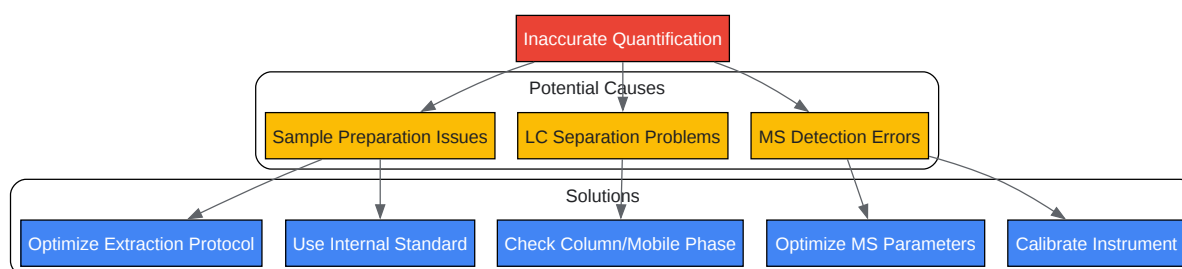 Inaccurate Quantification
Potential Causes
Sample Preparation Issues
LC Separation Problems
MS Detection Errors
Solutions
Optimize Extraction Protocol
Use Internal Standard
Check Column/Mobile Phase
Optimize MS Parameters
Calibrate Instrument